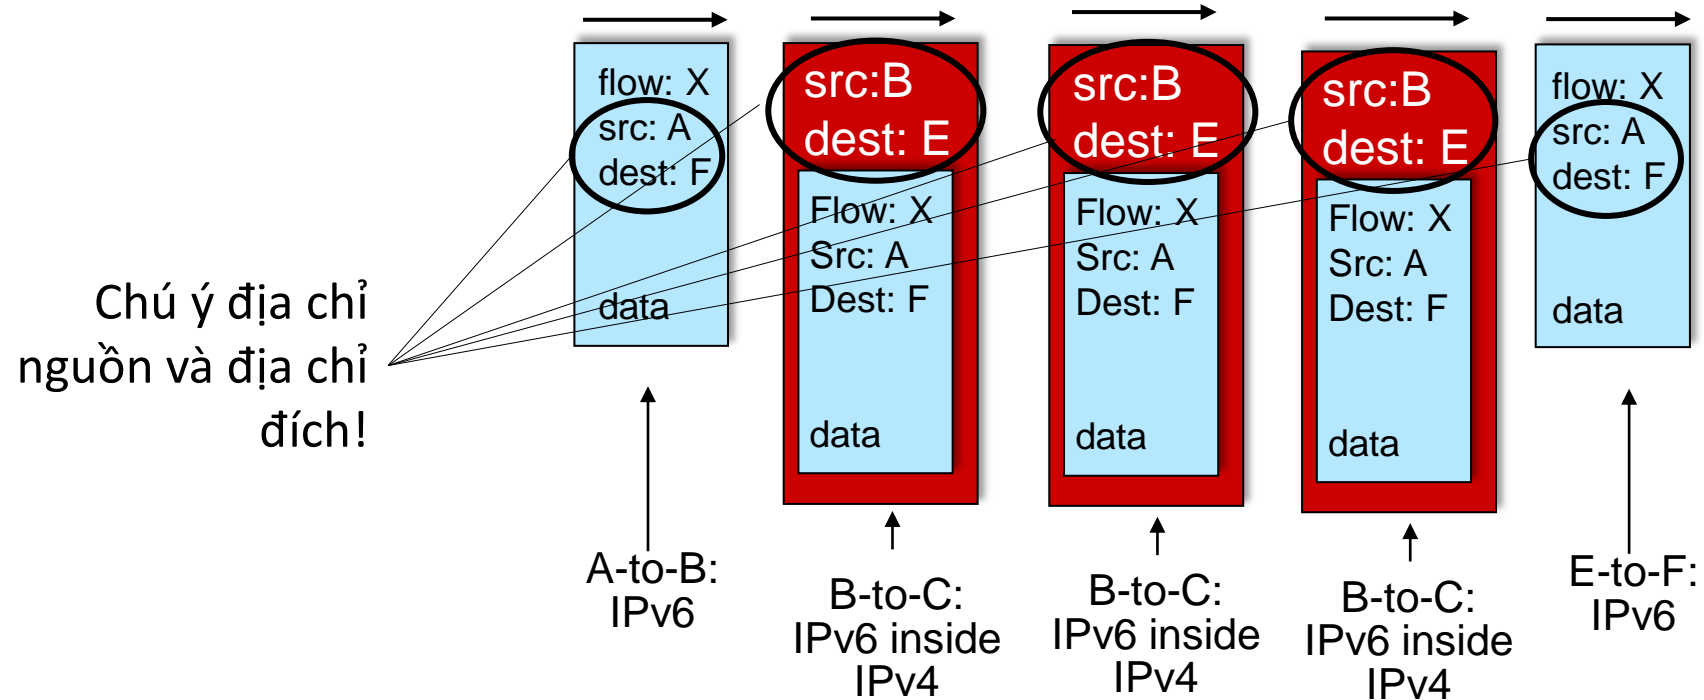 flow: X
src: A
dest: F
data
src:B
dest: E
Flow: X
Src: A
Dest: F
data
src:B
dest: E
Flow: X
Src: A
Dest: F
data
src:B
dest: E
Flow: X
Src: A
Dest: F
data
flow: X
src: A
dest: F
data
Chú ý địa chỉ
nguồn và địa chỉ
đích!
A-to-B:
IPv6
B-to-C:
IPv6 inside
IPv4
B-to-C:
IPv6 inside
IPv4
B-to-C:
IPv6 inside
IPv4
E-to-F:
IPv6